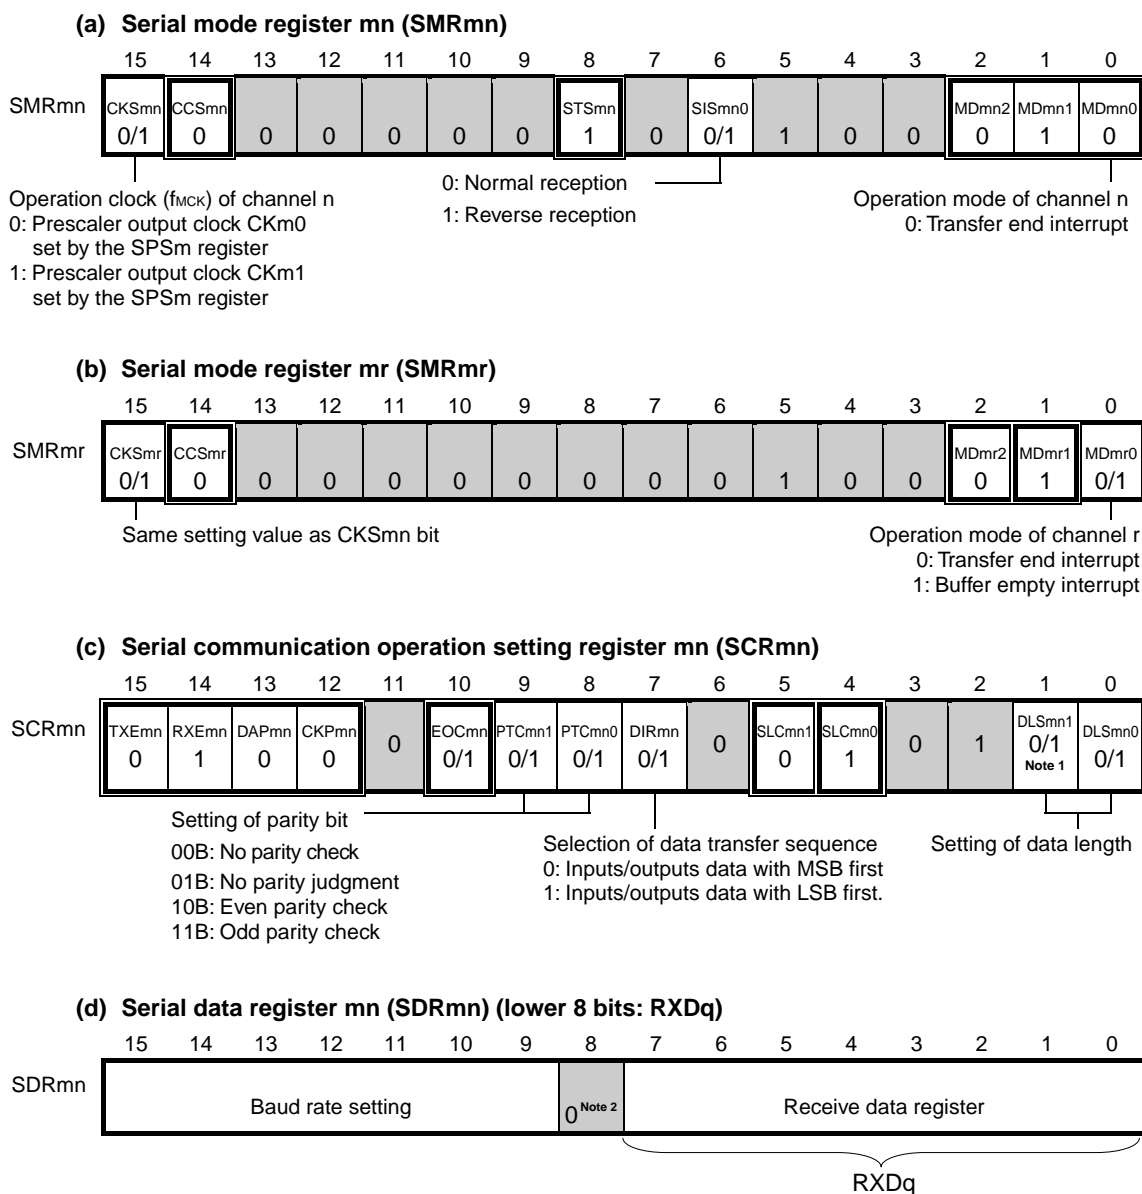 (a) Serial mode register mn (SMRmn)
15 14 13 12 11 10 9 8 7 6 5 4 3 2 1 0
SMRmn CKSmn CCSmn STSmn SISmn0 MDmn2 MDmn1 MDmn0
0/1 0 0 0 0 0 0 1 0 0/1 1 0 0 0 1 0
Operation clock (fMCK) of channel n
0: Prescaler output clock CKm0
set by the SPSm register
1: Prescaler output clock CKm1
set by the SPSm register
0: Normal reception
1: Reverse reception
Operation mode of channel n
0: Transfer end interrupt
(b) Serial mode register mr (SMRmr)
15 14 13 12 11 10 9 8 7 6 5 4 3 2 1 0
SMRmr CKSmr CCSmr MDmr2 MDmr1 MDmr0
0/1 0 0 0 0 0 0 0 0 0 1 0 0 0 1 0/1
Same setting value as CKSmn bit
Operation mode of channel r
0: Transfer end interrupt
1: Buffer empty interrupt
(c) Serial communication operation setting register mn (SCRmn)
15 14 13 12 11 10 9 8 7 6 5 4 3 2 1 0
SCRmn TXEmn RXEmn DAPmn CKPmn EOCmn PTCmn1 PTCmn0 DIRmn SLCmn1 SLCmn0 DLSmn1 DLSmn0
0 1 0 0 0 0/1 0/1 0/1 0/1 0 0 1 0 1 0/1 0/1
Note 1
Setting of parity bit
00B: No parity check
01B: No parity judgment
10B: Even parity check
11B: Odd parity check
Selection of data transfer sequence
0: Inputs/outputs data with MSB first
1: Inputs/outputs data with LSB first.
Setting of data length
(d) Serial data register mn (SDRmn) (lower 8 bits: RXDq)
15 14 13 12 11 10 9 8 7 6 5 4 3 2 1 0
SDRmn Baud rate setting 0 Note 2 Receive data register
RXDq